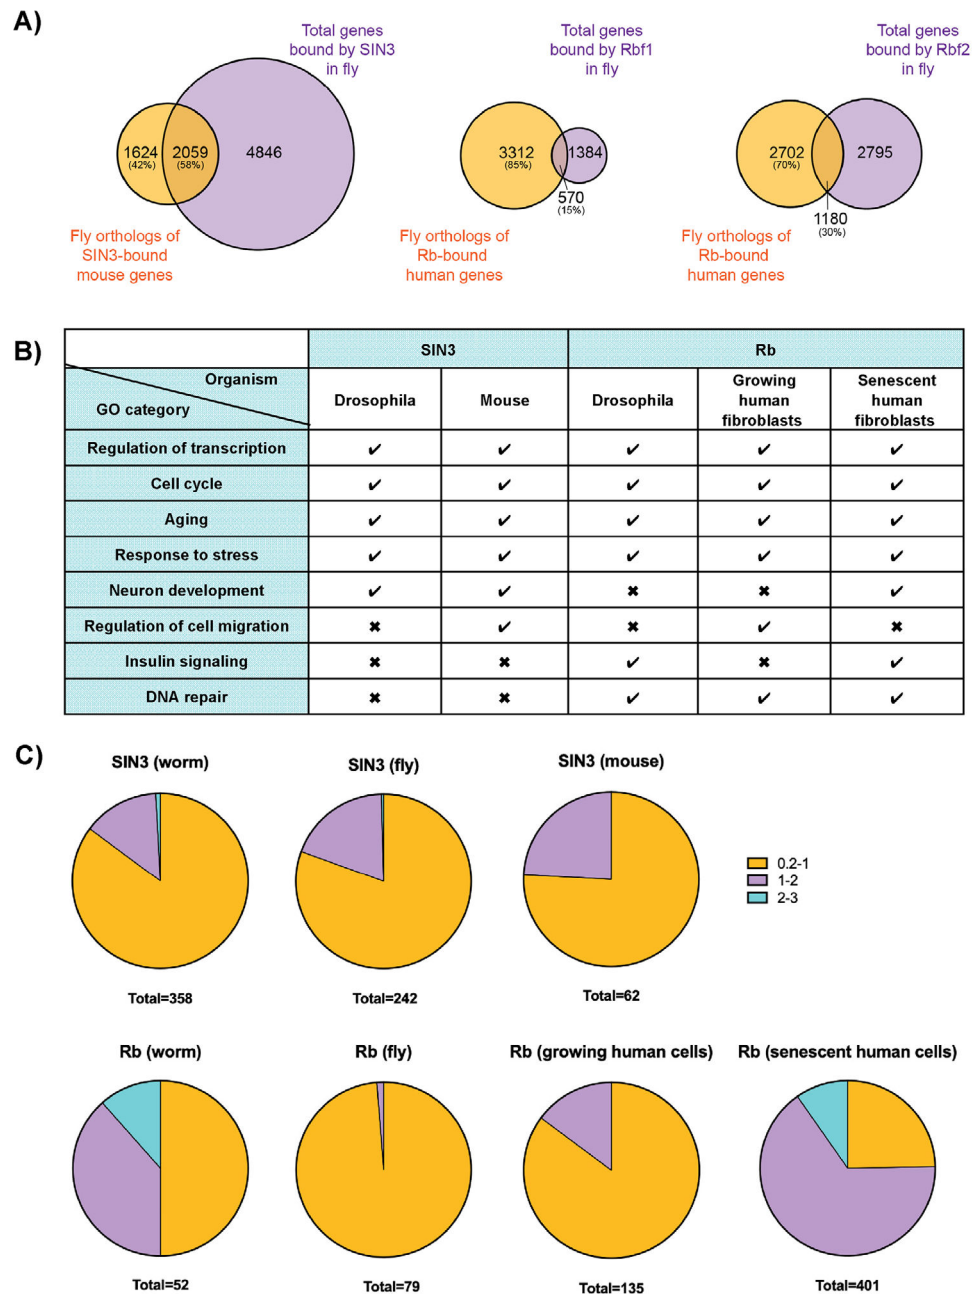 A)
Total genes
bound by SIN3
in fly
1624
(42%)
2059
(58%)
4846
Fly orthologs of
SIN3-bound
mouse genes
Total genes
bound by Rbf1
in fly
3312
(85%)
1384
570
(15%)
Fly orthologs of
Rb-bound
human genes
Total genes
bound by Rbf2
in fly
2702
(70%)
2795
1180
(30%)
Fly orthologs of
Rb-bound
human genes
B)
SIN3 Rb
Organism
GO category
Drosophila Mouse Drosophila Growing human fibroblasts Senescent human fibroblasts
Regulation of transcription ✔ ✔ ✔ ✔ ✔
Cell cycle ✔ ✔ ✔ ✔ ✔
Aging ✔ ✔ ✔ ✔ ✔
Response to stress ✔ ✔ ✔ ✔ ✔
Neuron development ✔ ✔ ✖ ✖ ✔
Regulation of cell migration ✖ ✔ ✖ ✔ ✖
Insulin signaling ✖ ✖ ✔ ✖ ✔
DNA repair ✖ ✖ ✔ ✔ ✔
C)
SIN3 (worm)
Total=358
SIN3 (fly)
Total=242
SIN3 (mouse)
Total=62
0.2-1
1-2
2-3
Rb (worm)
Total=52
Rb (fly)
Total=79
Rb (growing human cells)
Total=135
Rb (senescent human cells)
Total=401